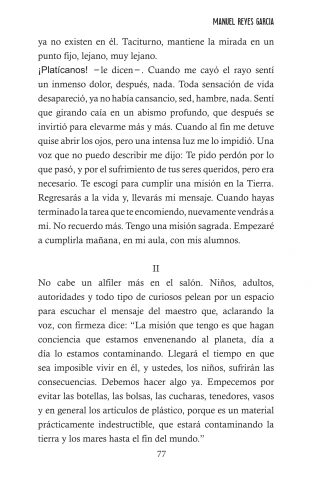 MANUEL REYES GARCIA
ya no existen en él. Taciturno, mantiene la mirada en un
punto fijo, lejano, muy lejano.
¡Platícanos! –le dicen–. Cuando me cayó el rayo sentí
un inmenso dolor, después, nada. Toda sensación de vida
desapareció, ya no había cansancio, sed, hambre, nada. Sentí
que girando caía en un abismo profundo, que después se
invirtió para elevarme más y más. Cuando al fin me detuve
quise abrir los ojos, pero una intensa luz me lo impidió. Una
voz que no puedo describir me dijo: Te pido perdón por lo
que pasó, y por el sufrimiento de tus seres queridos, pero era
necesario. Te escogí para cumplir una misión en la Tierra.
Regresarás a la vida y, llevarás mi mensaje. Cuando hayas
terminado la tarea que te encomiendo, nuevamente vendrás a
mí. No recuerdo más. Tengo una misión sagrada. Empezaré
a cumplirla mañana, en mi aula, con mis alumnos.
II
No cabe un alfiler más en el salón. Niños, adultos,
autoridades y todo tipo de curiosos pelean por un espacio
para escuchar el mensaje del maestro que, aclarando la
voz, con firmeza dice: “La misión que tengo es que hagan
conciencia que estamos envenenando al planeta, día a
día lo estamos contaminando. Llegará el tiempo en que
sea imposible vivir en él, y ustedes, los niños, sufrirán las
consecuencias. Debemos hacer algo ya. Empecemos por
evitar las botellas, las bolsas, las cucharas, tenedores, vasos
y en general los artículos de plástico, porque es un material
prácticamente indestructible, que estará contaminando la
tierra y los mares hasta el fin del mundo.”
77